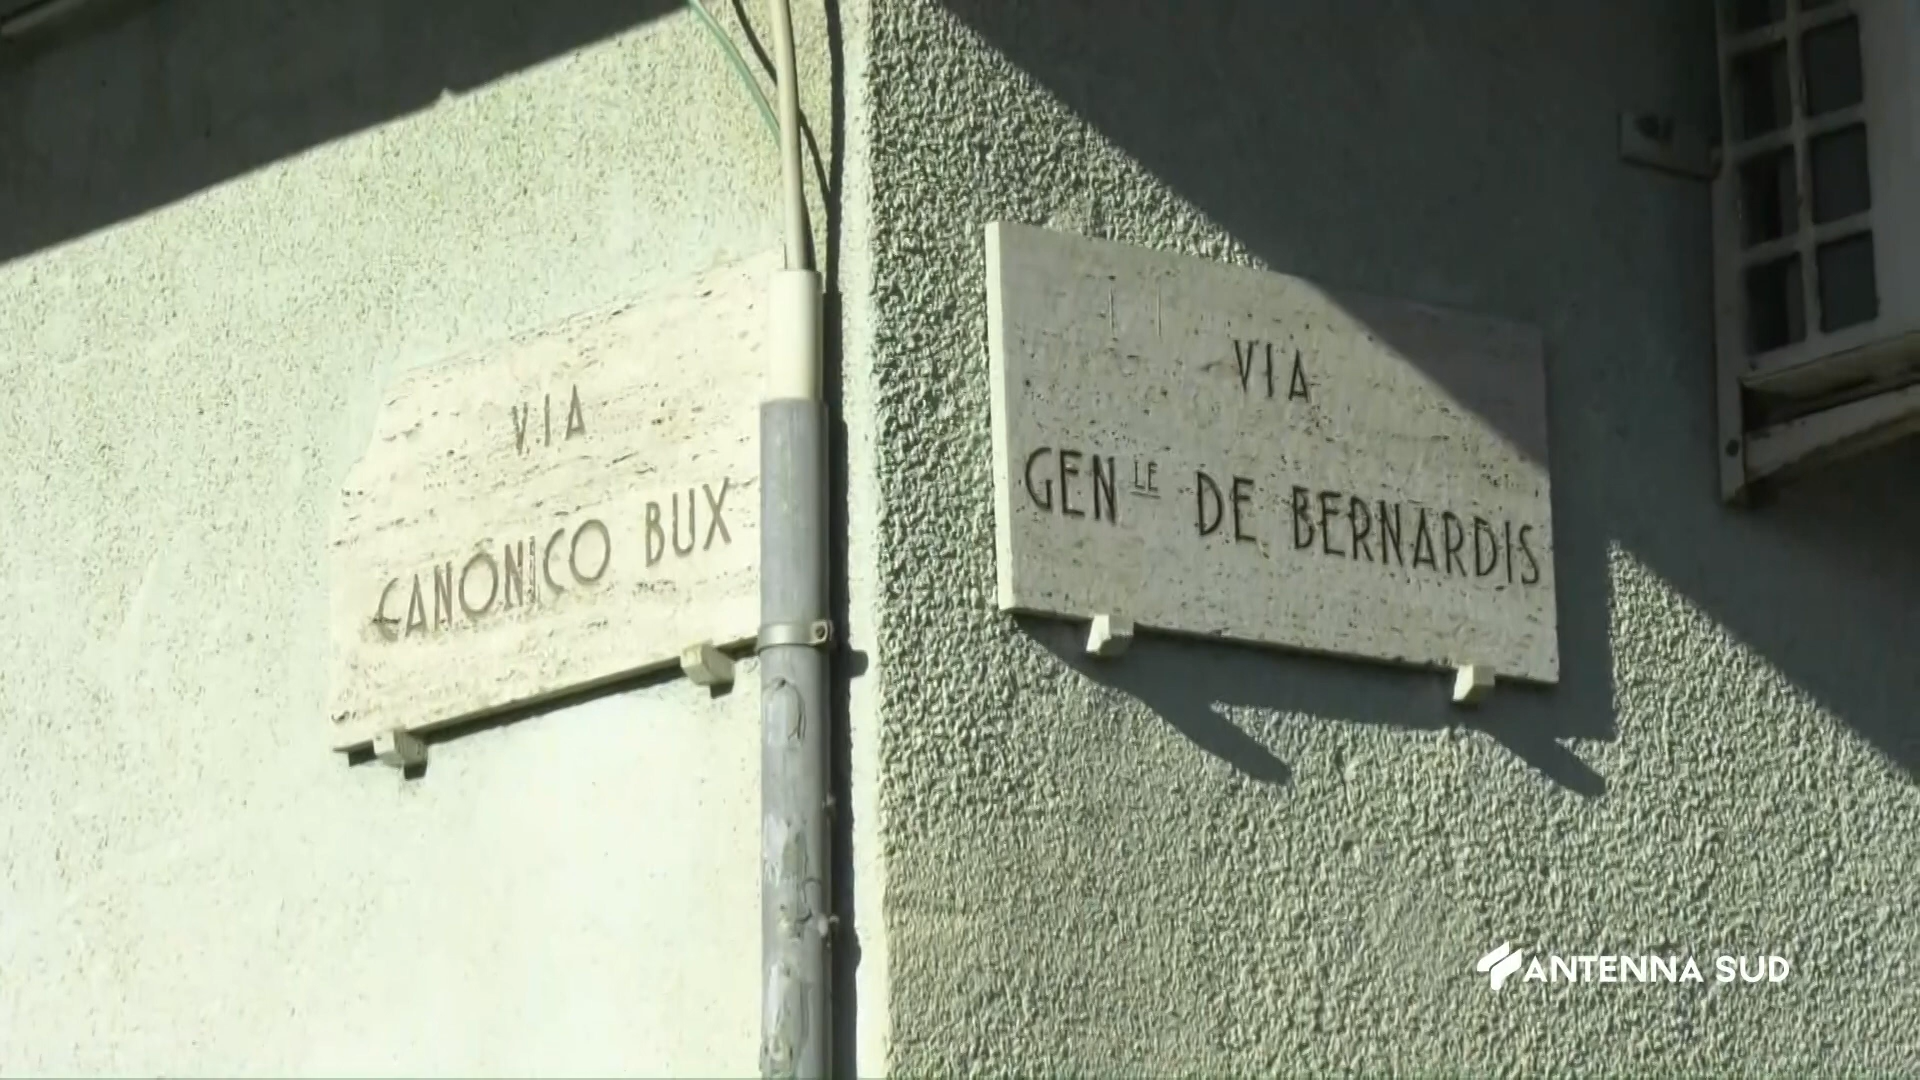 VIA
CANONICO BUX
VIA
GEN LE DE BERNARDIS
ANTENNA SUD